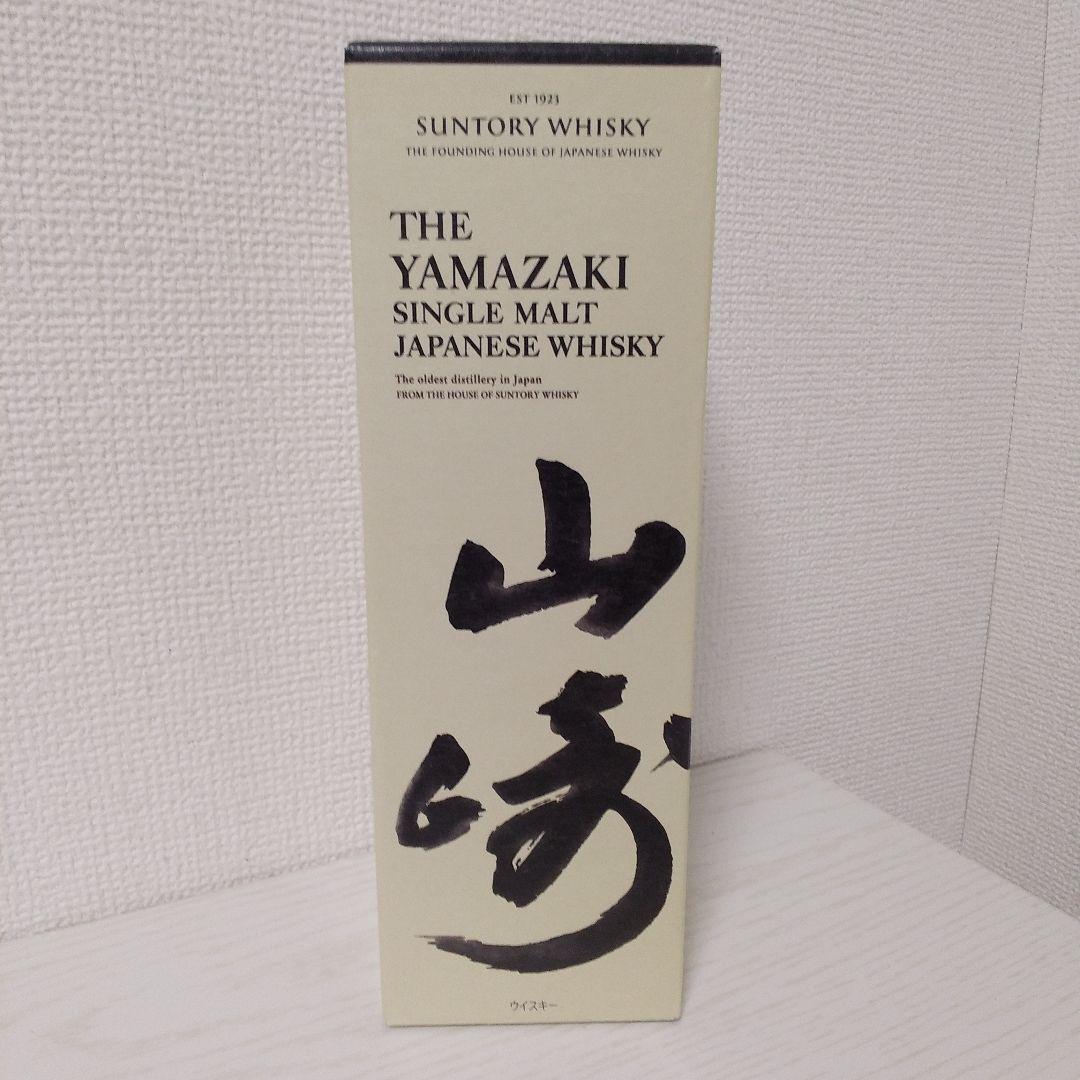 EST 1923
SUNTORY WHISKY
THE FOUNDING HOUSE OF JAPANESE WHISKY
THE
YAMAZAKI
SINGLE MALT
JAPANESE WHISKY
The oldest distillery in Japan
FROM THE HOUSE OF SUNTORY WHISKY
山
崎
ウイスキー